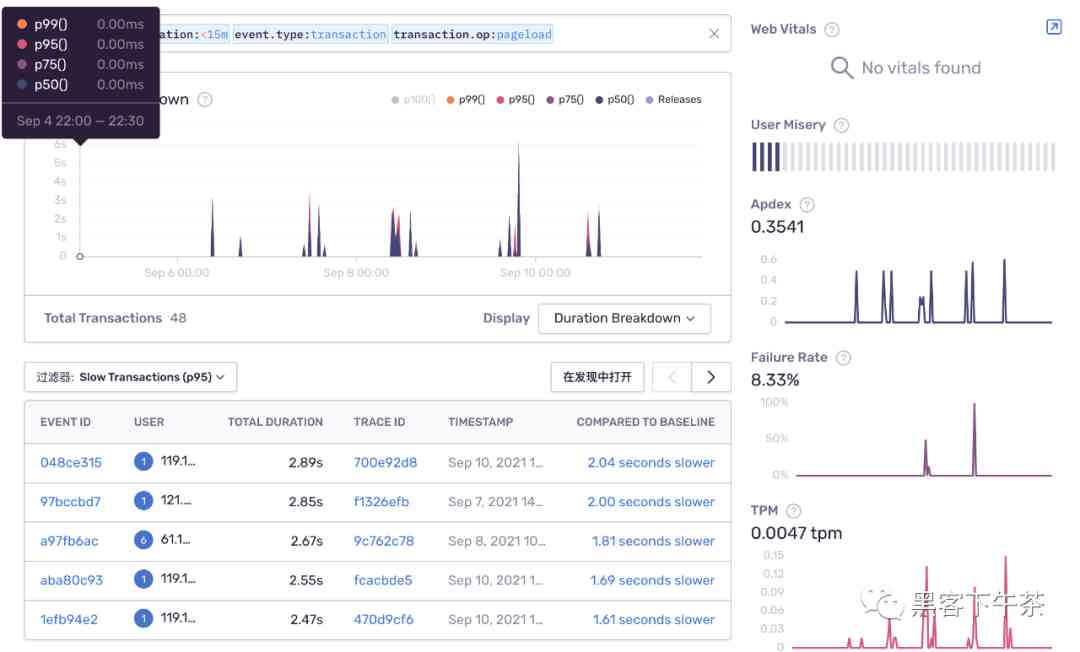 p99() 0.00ms
p95() 0.00ms
p75() 0.00ms
p50() 0.00ms
Sep 4 22:00 — 22:30
ation:<15m event.type:transaction transaction.op:pageload
own
p100() p99() p95() p75() p50() Releases
6s
5s
4s
3s
2s
1s
0
Sep 6 00:00 Sep 8 00:00 Sep 10 00:00
Total Transactions 48
Display Duration Breakdown
过滤器: Slow Transactions (p95)
在发现中打开
EVENT ID USER TOTAL DURATION TRACE ID TIMESTAMP COMPARED TO BASELINE
048ce315 1 119.1... 2.89s 700e92d8 Sep 10, 2021 1... 2.04 seconds slower
97bccbd7 1 121.... 2.85s f1326efb Sep 7, 2021 14... 2.00 seconds slower
a97fb6ac 6 61.1... 2.67s 9c762c78 Sep 8, 2021 10... 1.81 seconds slower
aba80c93 1 119.1... 2.55s fcacbde5 Sep 10, 2021 1... 1.69 seconds slower
1efb94e2 1 119.1... 2.47s 470d9cf6 Sep 10, 2021 1... 1.61 seconds slower
Web Vitals
No vitals found
User Misery
Apdex
0.3541
0.6
0.4
0.2
0
Failure Rate
8.33%
100%
50%
0%
TPM
0.0047 tpm
0.15
0.12
0.09
0.06
0.03
0
黑客下午茶